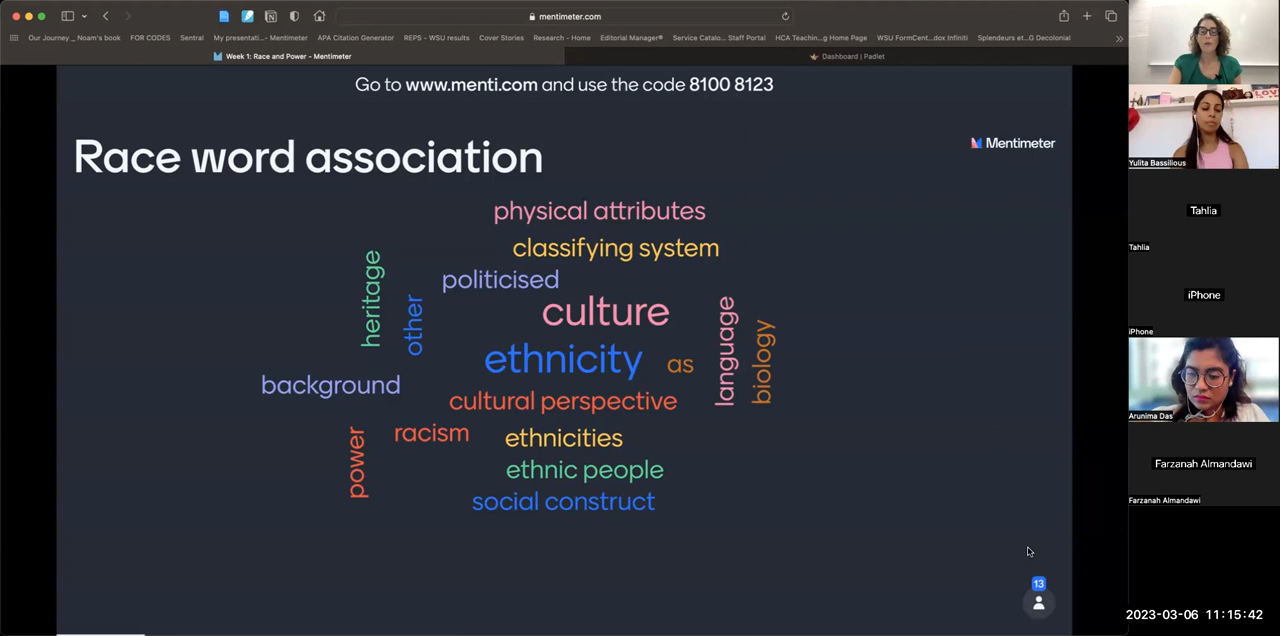 mentimeter.com
Our Journey _ Noam's book
FOR CODES
Sentral
My presentati... - Mentimeter
APA Citation Generator
REPS - WSU results
Cover Stories
Research - Home
Editorial Manager®
Service Catalo... Staff Portal
HCA Teachin...g Home Page
WSU FormCent...dox Infiniti
Splendeurs et...G Decolonial
Week 1: Race and Power - Mentimeter
Dashboard | Padlet
Go to www.menti.com and use the code 8100 8123
Race word association
Mentimeter
physical attributes
classifying system
heritage
politicised
other
culture
language
biology
ethnicity
as
background
cultural perspective
power
racism
ethnicities
ethnic people
social construct
13
Yulita Bassilious
Tahlia
Tahlia
iPhone
iPhone
Arunima Das
Farzanah Almandawi
Farzanah Almandawi
2023-03-06 11:15:42